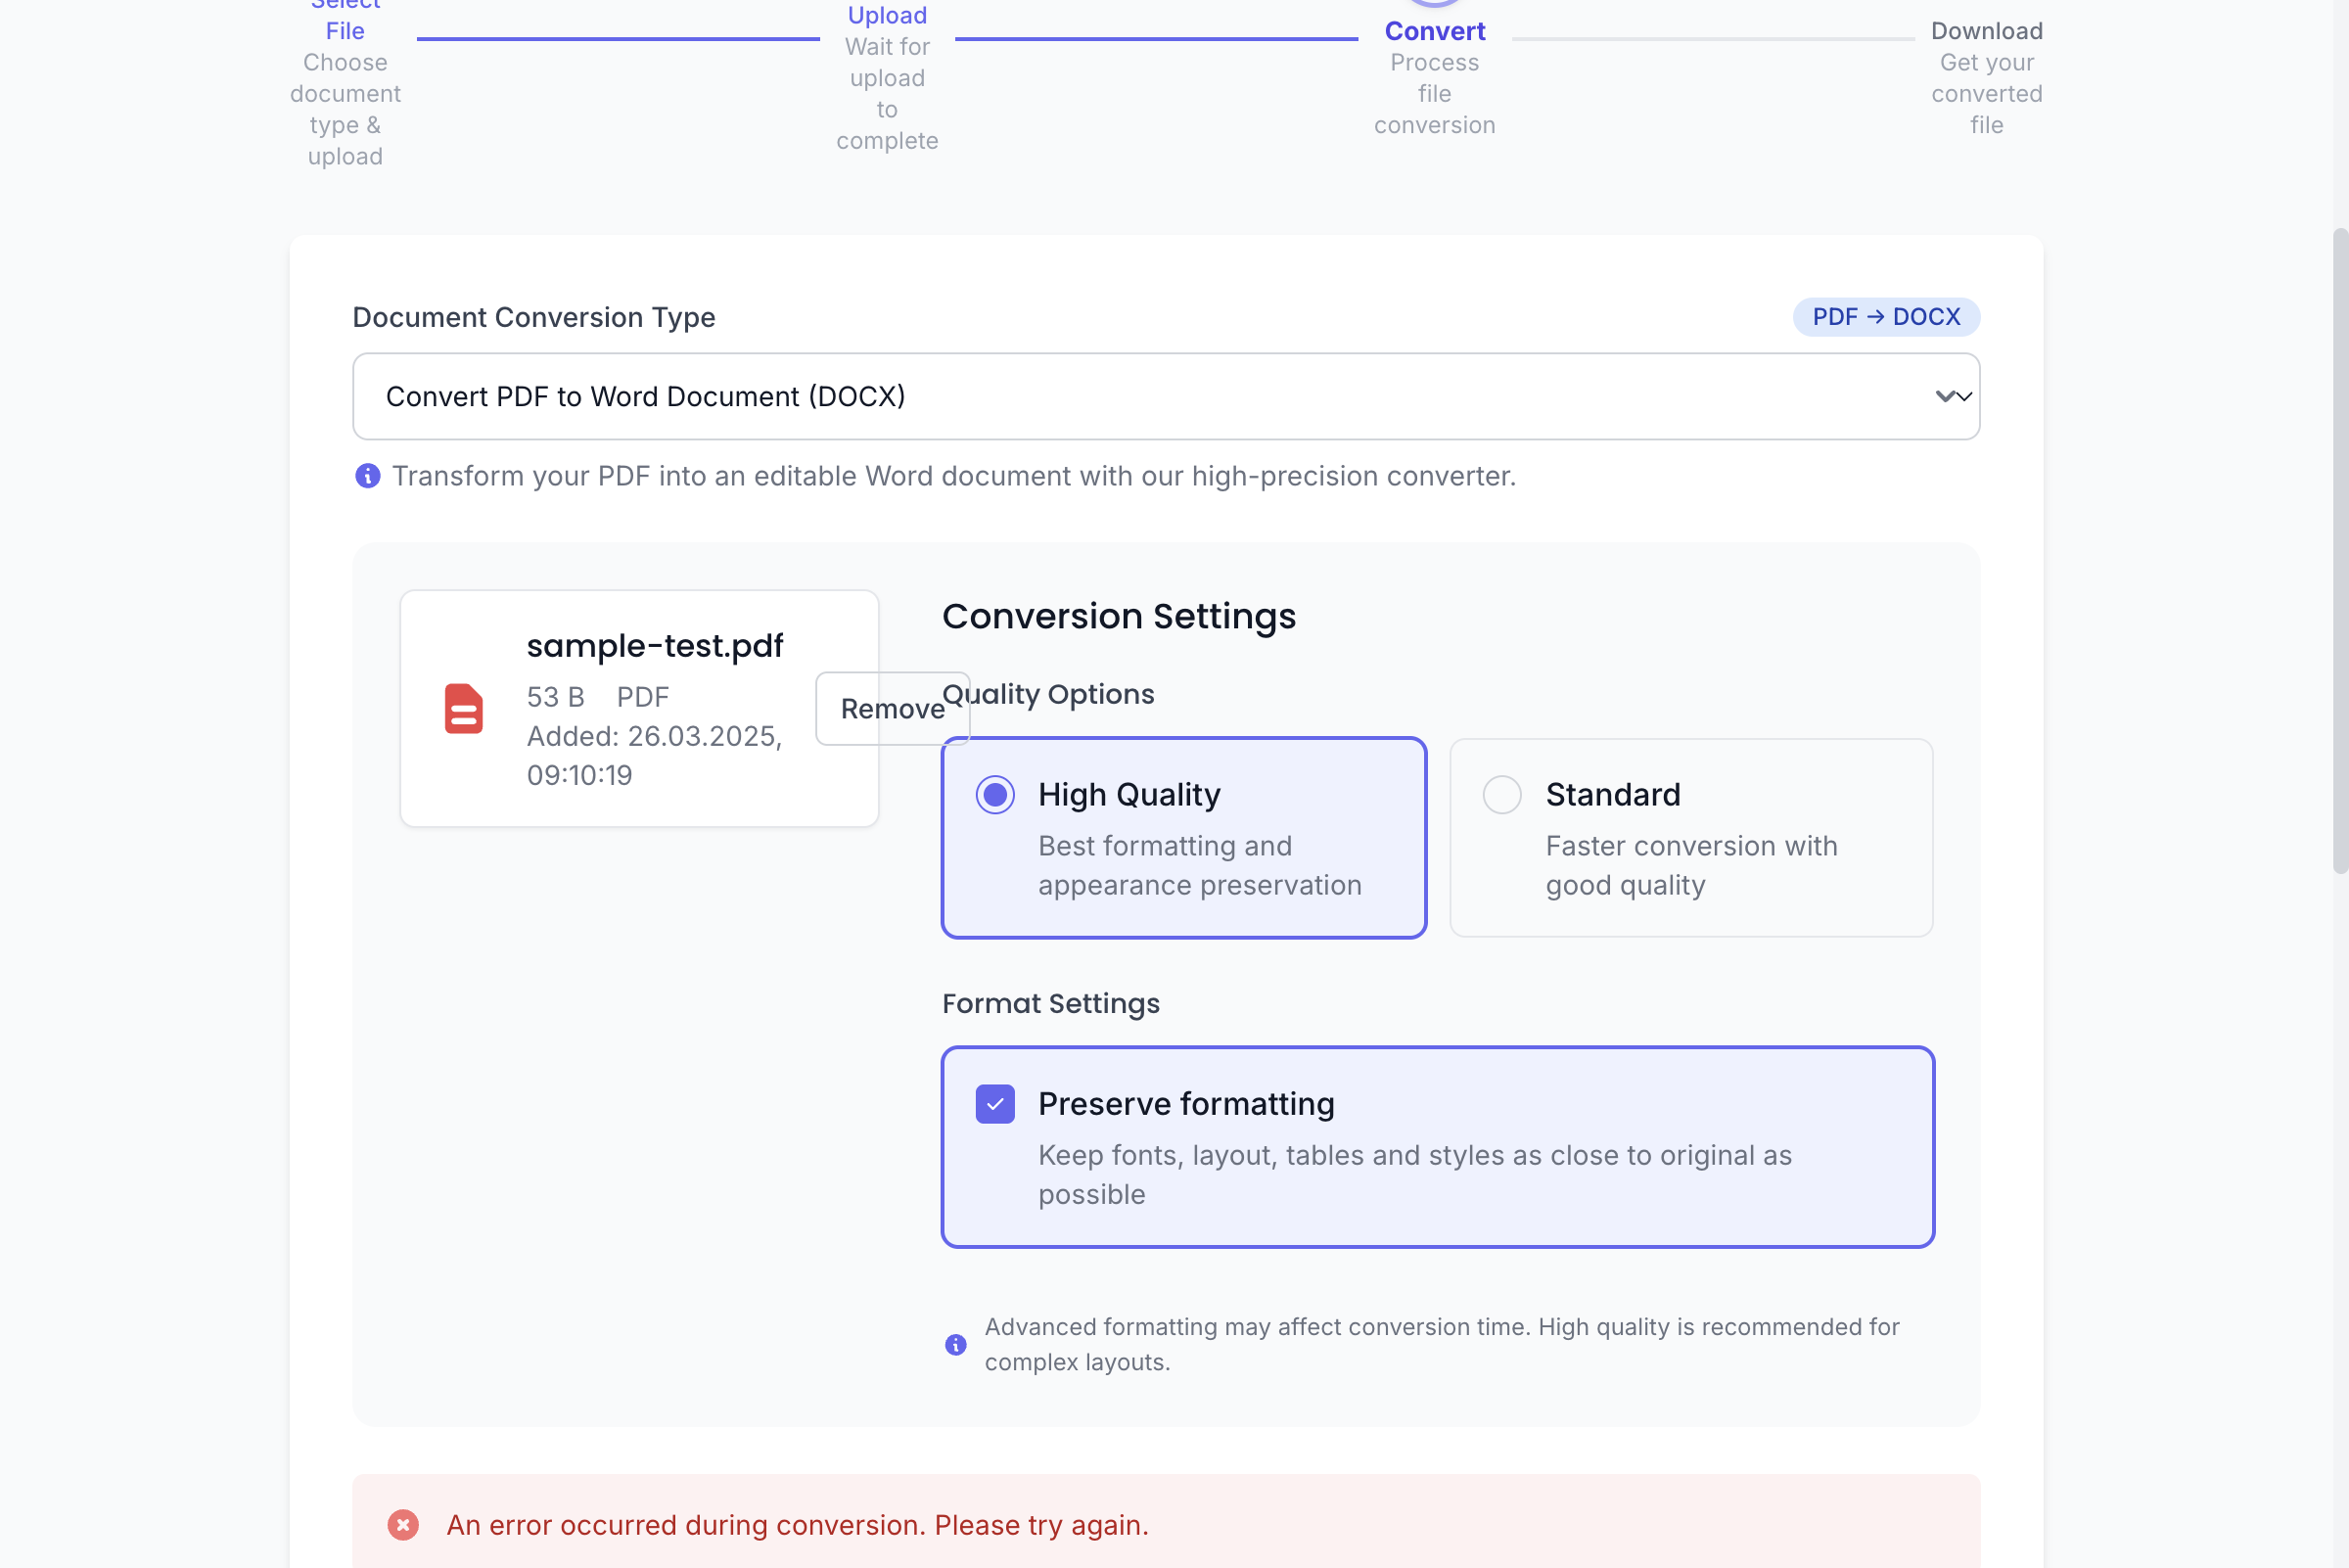 Select
File
Choose
document
type &
upload
Upload
Wait for
upload
to
complete
Convert
Process
file
conversion
Download
Get your
converted
file
Document Conversion Type
PDF → DOCX
Convert PDF to Word Document (DOCX)
Transform your PDF into an editable Word document with our high-precision converter.
sample-test.pdf
53 B PDF
Added: 26.03.2025,
09:10:19
Remove
Conversion Settings
Quality Options
High Quality
Best formatting and
appearance preservation
Standard
Faster conversion with
good quality
Format Settings
Preserve formatting
Keep fonts, layout, tables and styles as close to original as
possible
Advanced formatting may affect conversion time. High quality is recommended for
complex layouts.
An error occurred during conversion. Please try again.